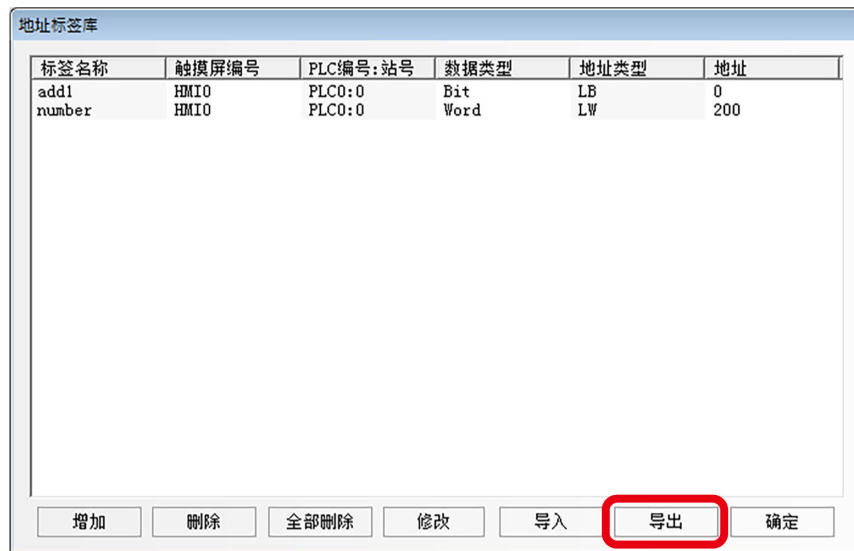 地址标签库
标签名称 触摸屏编号 PLC编号:站号 数据类型 地址类型 地址
add1 HMI0 PLC0:0 Bit LB 0
number HMI0 PLC0:0 Word LW 200
增加 删除 全部删除 修改 导入 导出 确定